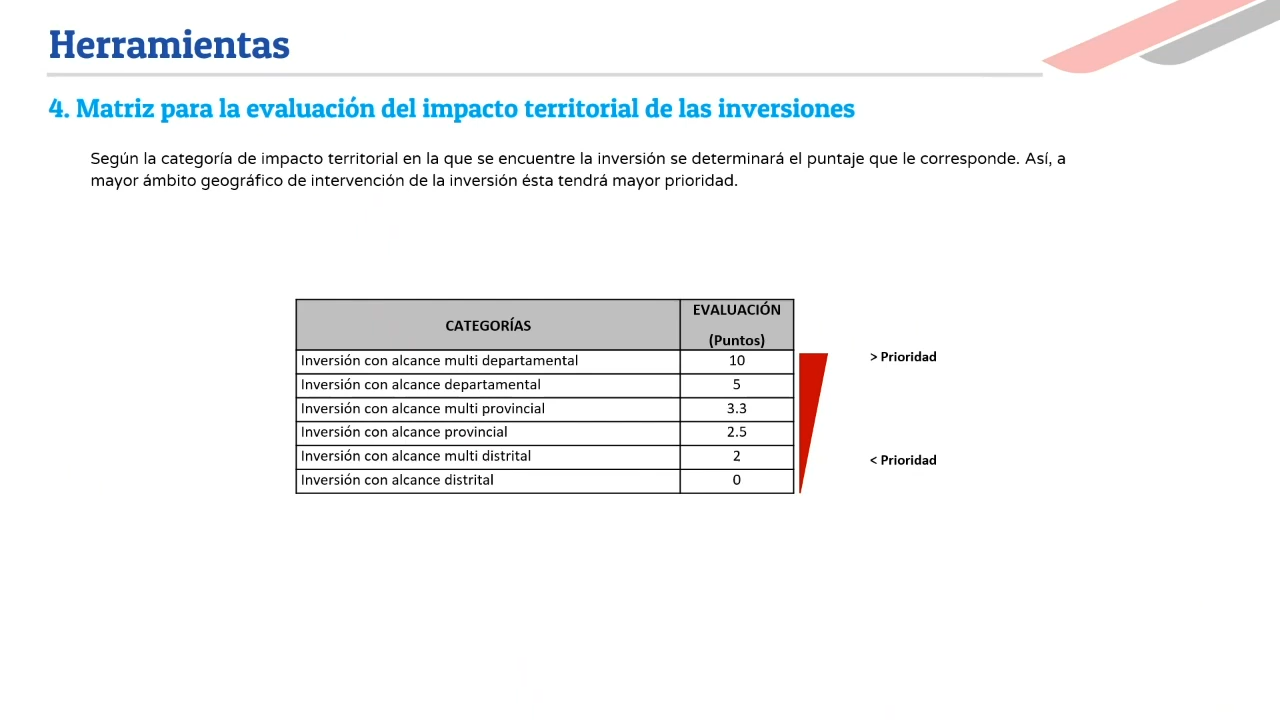 Herramientas
4. Matriz para la evaluación del impacto territorial de las inversiones
Según la categoría de impacto territorial en la que se encuentre la inversión se determinará el puntaje que le corresponde. Así, a
mayor ámbito geográfico de intervención de la inversión ésta tendrá mayor prioridad.
CATEGORÍAS
EVALUACIÓN
(Puntos)
Inversión con alcance multi departamental 10
Inversión con alcance departamental 5
Inversión con alcance multi provincial 3.3
Inversión con alcance provincial 2.5
Inversión con alcance multi distrital 2
Inversión con alcance distrital 0
> Prioridad
< Prioridad